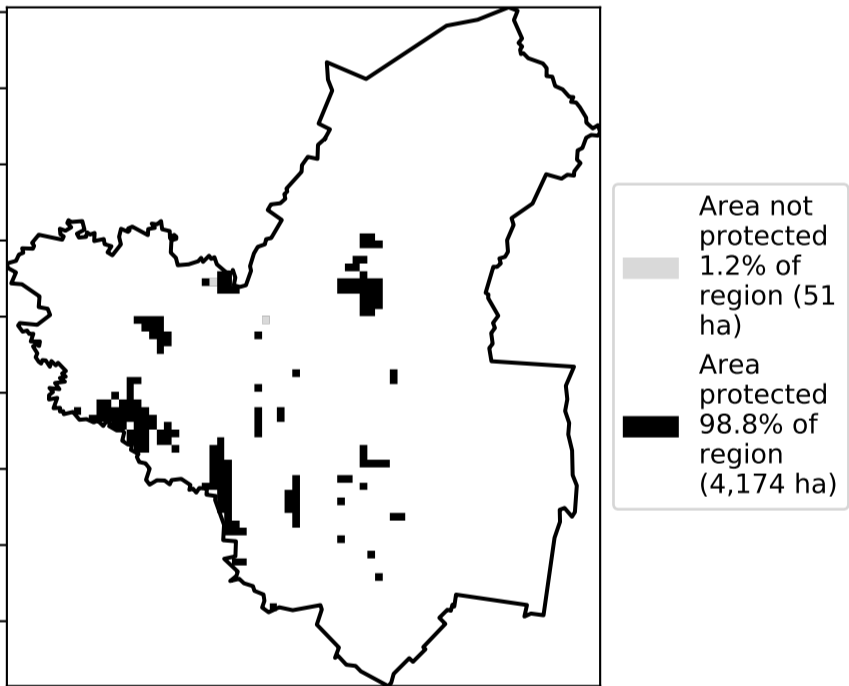 Area not
protected
1.2% of
region (51
ha)
Area
protected
98.8% of
region
(4,174 ha)